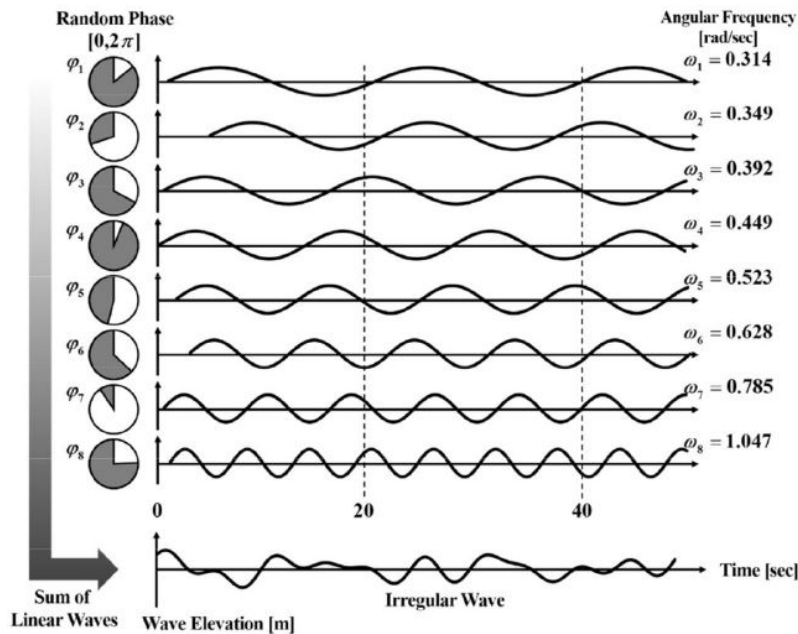 Random Phase
[0,2π]
Angular Frequency
[rad/sec]
φ1
ω1 = 0.314
φ2
ω2 = 0.349
φ3
ω3 = 0.392
φ4
ω4 = 0.449
φ5
ω5 = 0.523
φ6
ω6 = 0.628
φ7
ω7 = 0.785
φ8
ω8 = 1.047
0 20 40
Time [sec]
Sum of
Linear Waves
Wave Elevation [m]
Irregular Wave